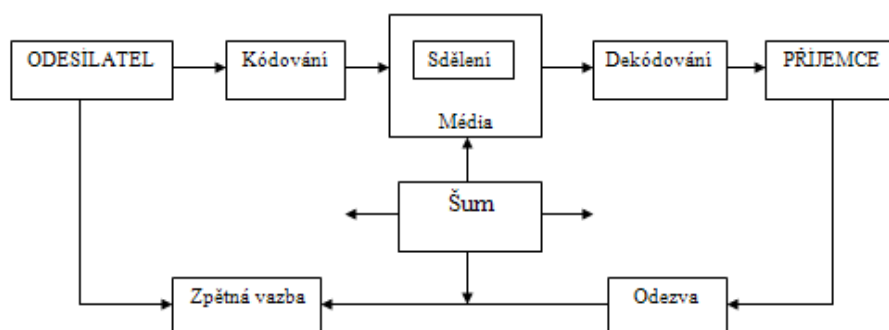 ODESÍLATEL
Kódování
Sdělení
Média
Dekódování
PŘÍJEMCE
Šum
Zpětná vazba
Odezva